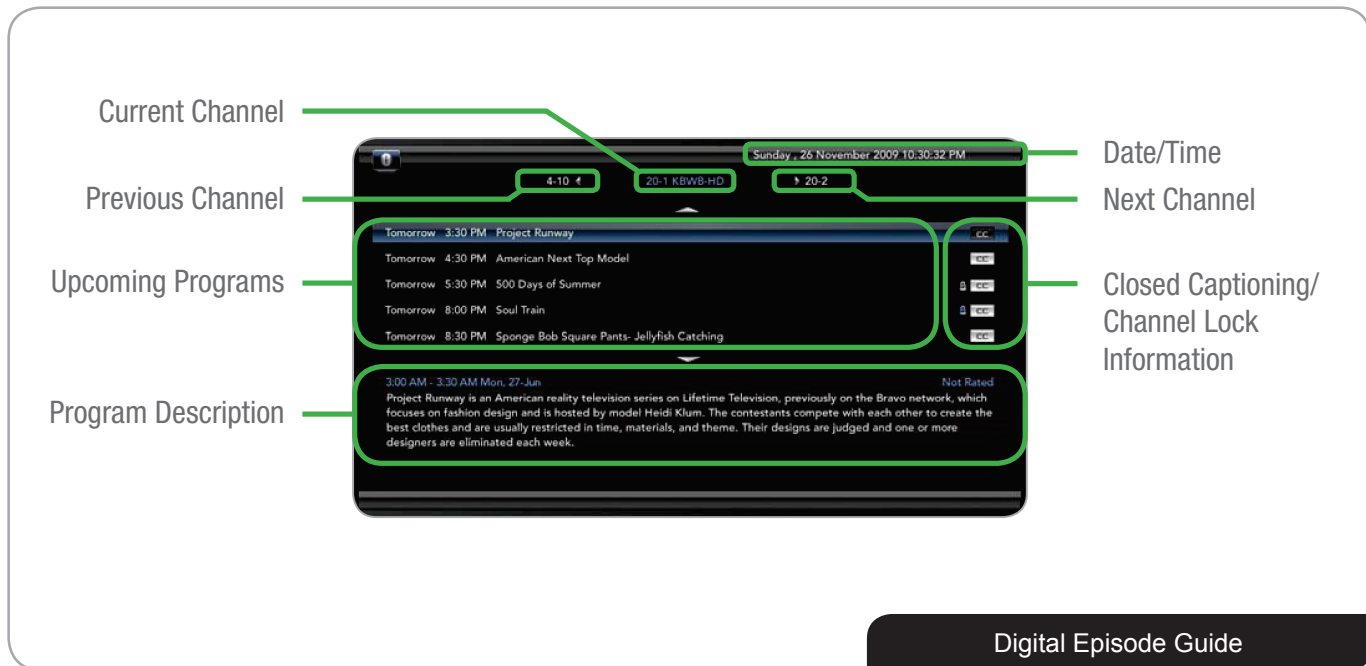 Current Channel
Previous Channel
Upcoming Programs
Program Description
Sunday , 26 November 2009 10:30:32 PM
4-10
20-1 KBWB-HD
20-2
Tomorrow 3:30 PM Project Runway CC
Tomorrow 4:30 PM American Next Top Model CC
Tomorrow 5:30 PM 500 Days of Summer CC
Tomorrow 8:00 PM Soul Train CC
Tomorrow 8:30 PM Sponge Bob Square Pants- Jellyfish Catching CC
3:00 AM - 3:30 AM Mon, 27-Jun Not Rated
Project Runway is an American reality television series on Lifetime Television, previously on the Bravo network, which
focuses on fashion design and is hosted by model Heidi Klum. The contestants compete with each other to create the
best clothes and are usually restricted in time, materials, and theme. Their designs are judged and one or more
designers are eliminated each week.
Date/Time
Next Channel
Closed Captioning/
Channel Lock
Information
Digital Episode Guide